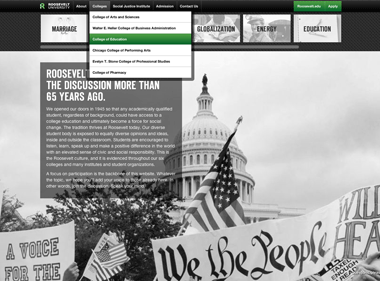 ROOSEVELT
UNIVERSITY
About Colleges Social Justice Institute Admissions Contact Us
Roosevelt.edu Apply
College of Arts and Sciences
Walter E. Heller College of Business Administration
College of Education
Chicago College of Performing Arts
Evelyn T. Stone College of Professional Studies
College of Pharmacy
MARRIAGE
GLOBALIZATION
ENERGY
EDUCATION
ROOSEVELT
THE DISCUSSION MORE THAN
65 YEARS AGO.
We opened our doors in 1945 so that any academically qualified
student, regardless of background, could have access to a
college education and ultimately become a force for social
change. The tradition thrives at Roosevelt today. Our diverse
student body is exposed to equally diverse opinions and ideas,
inside and outside the classroom. Students are encouraged to
listen, learn, speak up and make a positive difference in the world
with an elevated sense of civic and social responsibility. This is
the Roosevelt culture, and it is evidenced throughout our six
colleges and many institutes and student organizations.
A focus on participation is the backbone of this website. Whatever
the topic, we hope you'll add your voice to those already here. In
other words, join the discussion. Speak your mind.
A VOICE
FOR THE
We the People
WILL
HEA
TAXED
ENOUGH
READ